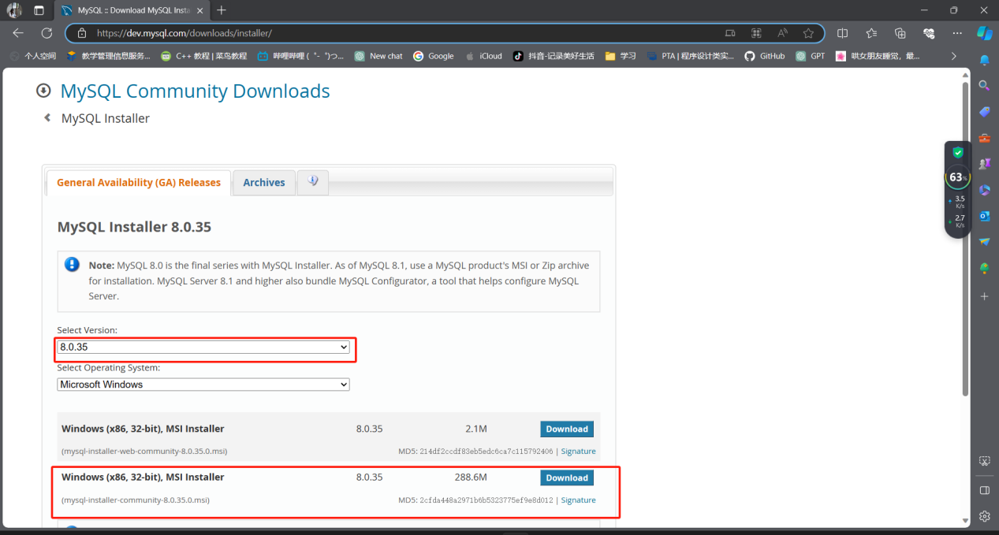 MySQL :: Download MySQL Insta
https://dev.mysql.com/downloads/installer/
个人空间 教学管理信息服务... C++ 教程 | 菜鸟教程 哔哩哔哩 ( ゜- ゜)つ... New chat Google iCloud 抖音-记录美好生活 学习 PTA | 程序设计类实... GitHub GPT 哄女朋友睡觉，最...
MySQL Community Downloads
MySQL Installer
General Availability (GA) Releases Archives
MySQL Installer 8.0.35
Note: MySQL 8.0 is the final series with MySQL Installer. As of MySQL 8.1, use a MySQL product's MSI or Zip archive
for installation. MySQL Server 8.1 and higher also bundle MySQL Configurator, a tool that helps configure MySQL
Server.
Select Version:
8.0.35
Select Operating System:
Microsoft Windows
Windows (x86, 32-bit), MSI Installer 8.0.35 2.1M Download
(mysql-installer-web-community-8.0.35.0.msi) MD5: 214df2ccdf83eb5edc6ca7c115792406 | Signature
Windows (x86, 32-bit), MSI Installer 8.0.35 288.6M Download
(mysql-installer-community-8.0.35.0.msi) MD5: 2cfda448a2971b6b5323775ef9e8d012 | Signature
63%
3.5
K/s
2.7
K/s